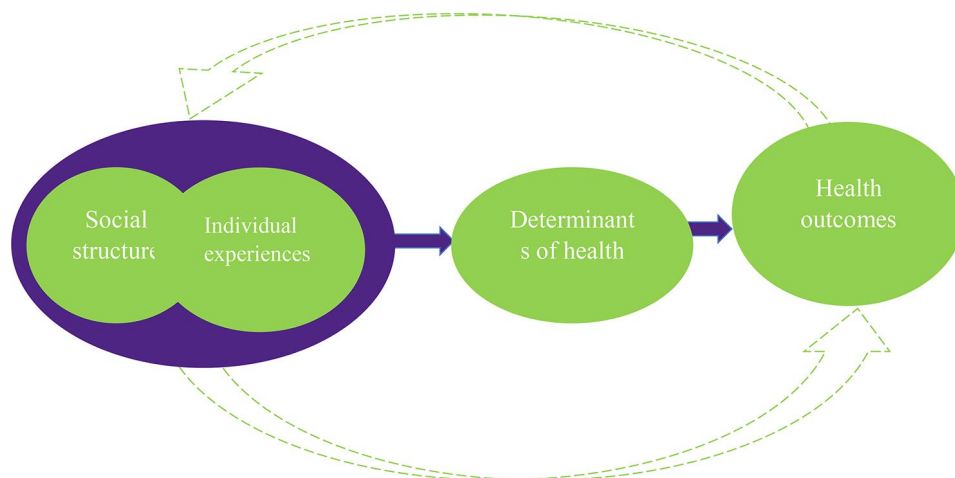 Social
structure
Individual
experiences
Determinant
s of health
Health
outcomes